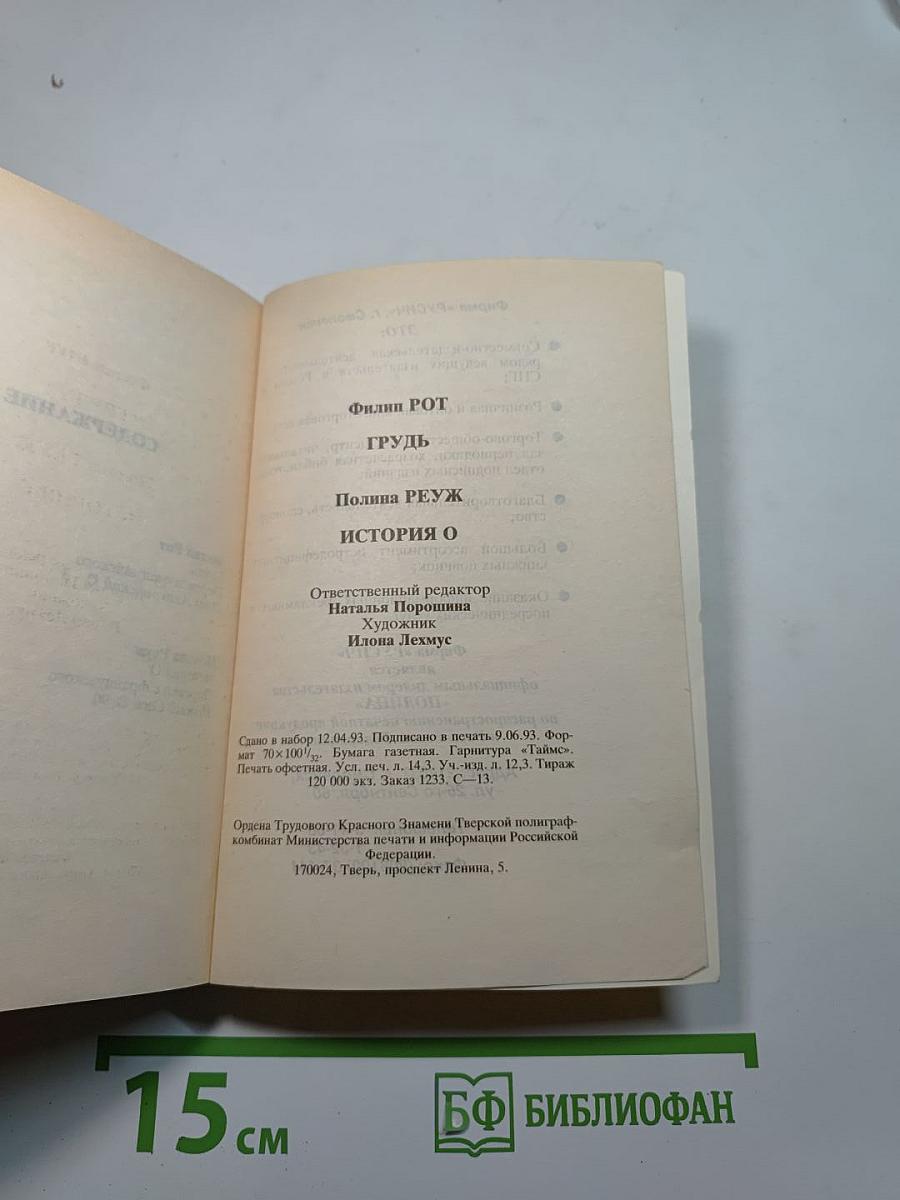 Филип РОТ
ГРУДЬ
Полина РЕУЖ
ИСТОРИЯ О
Ответственный редактор
Наталья Порошина
Художник
Илона Лехмус
Сдано в набор 12.04.93. Подписано в печать 9.06.93. Фор-
мат 70×100¹/₃₂. Бумага газетная. Гарнитура «Таймс».
Печать офсетная. Усл. печ. л. 14,3. Уч.-изд. л. 12,3. Тираж
120 000 экз. Заказ 1233. С—13.
Ордена Трудового Красного Знамени Тверской полиграф-
комбинат Министерства печати и информации Российской
Федерации.
170024, Тверь, проспект Ленина, 5.
15 см
БФ БИБЛИОФАН